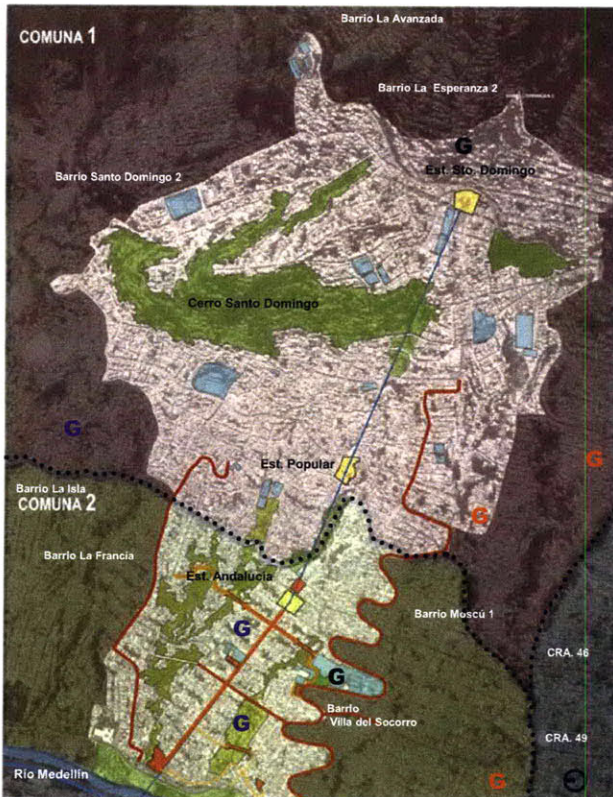 Barrio La Avanzada
COMUNA 1
Barrio La Esperanza 2
G
Est. Sto. Domingo
Barrio Santo Domingo 2
Cerro Santo Domingo
G
G
Est. Popular
Barrio La Isla
COMUNA 2
G
Barrio La Francia
Est. Andalucia
Barrio Moscú 1
G
CRA. 46
G
Barrio
Villa del Socorro
G
CRA. 49
Río Medellín
G